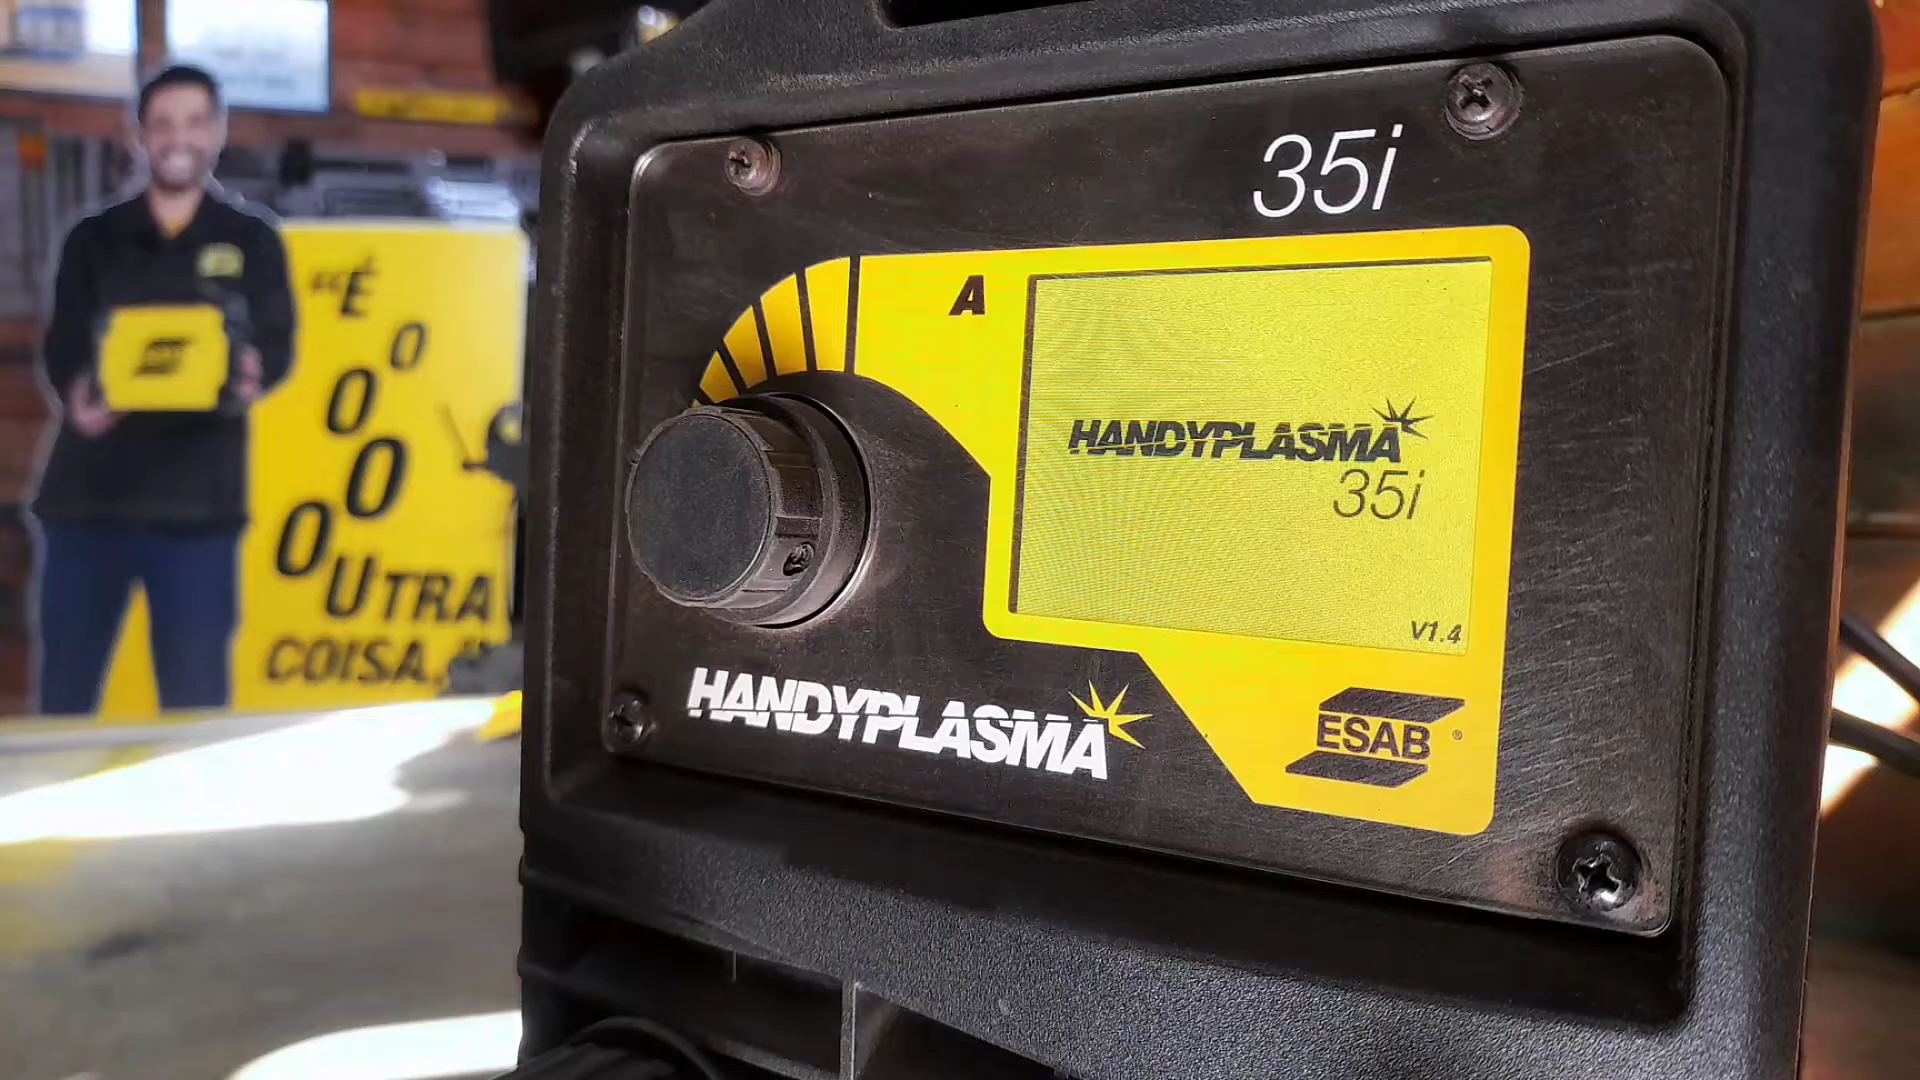 35i
A
HANDYPLASMA
35i
V1.4
HANDYPLASMA
ESAB®
“É
O
O
O
OUTRA
COISA.”